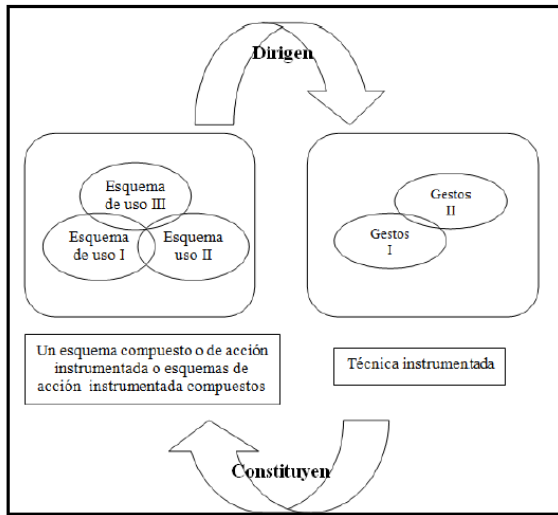 Dirigen
Esquema
de uso III
Esquema
de uso I
Esquema
uso II
Gestos
II
Gestos
I
Un esquema compuesto o de acción
instrumentada o esquemas de
acción instrumentada compuestos
Técnica instrumentada
Constituyen